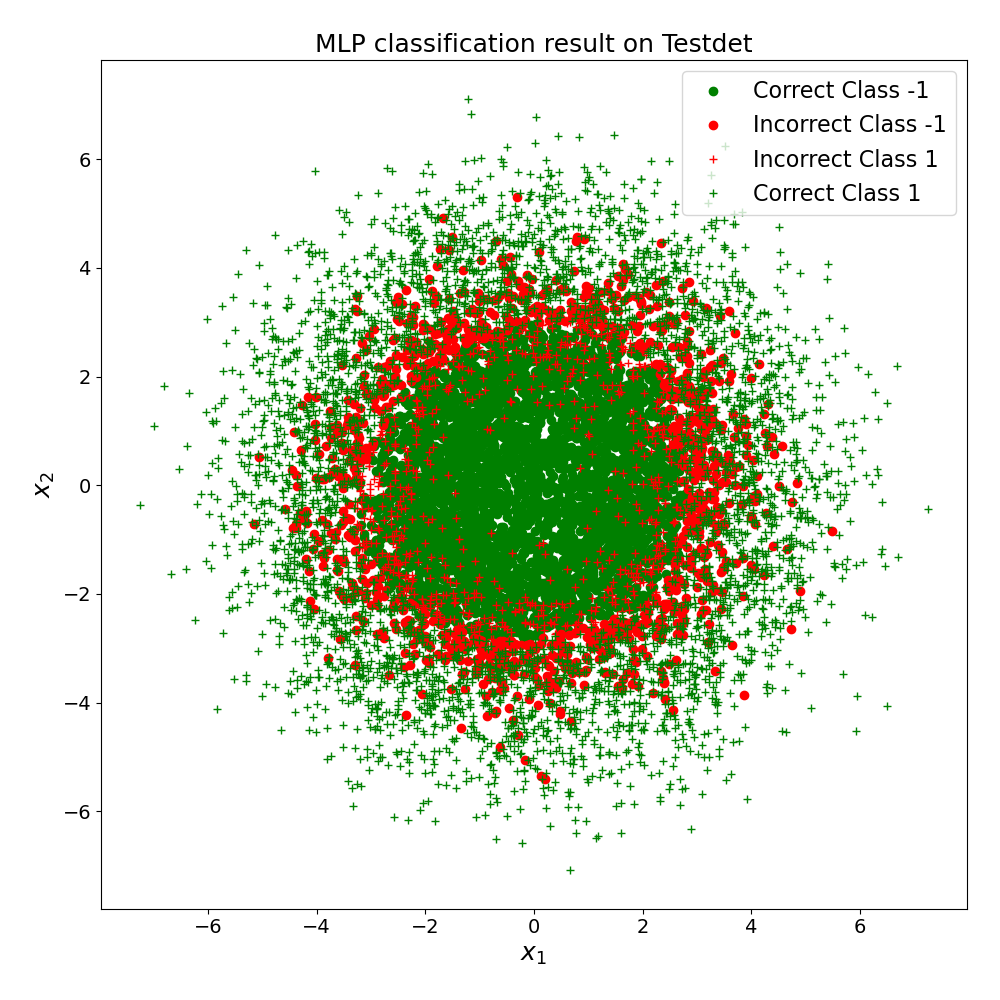 MLP classification result on Testdet
Correct Class -1
Incorrect Class -1
Incorrect Class 1
Correct Class 1
6
4
2
0
−2
−4
−6
x₂
−6 −4 −2 0 2 4 6
x₁